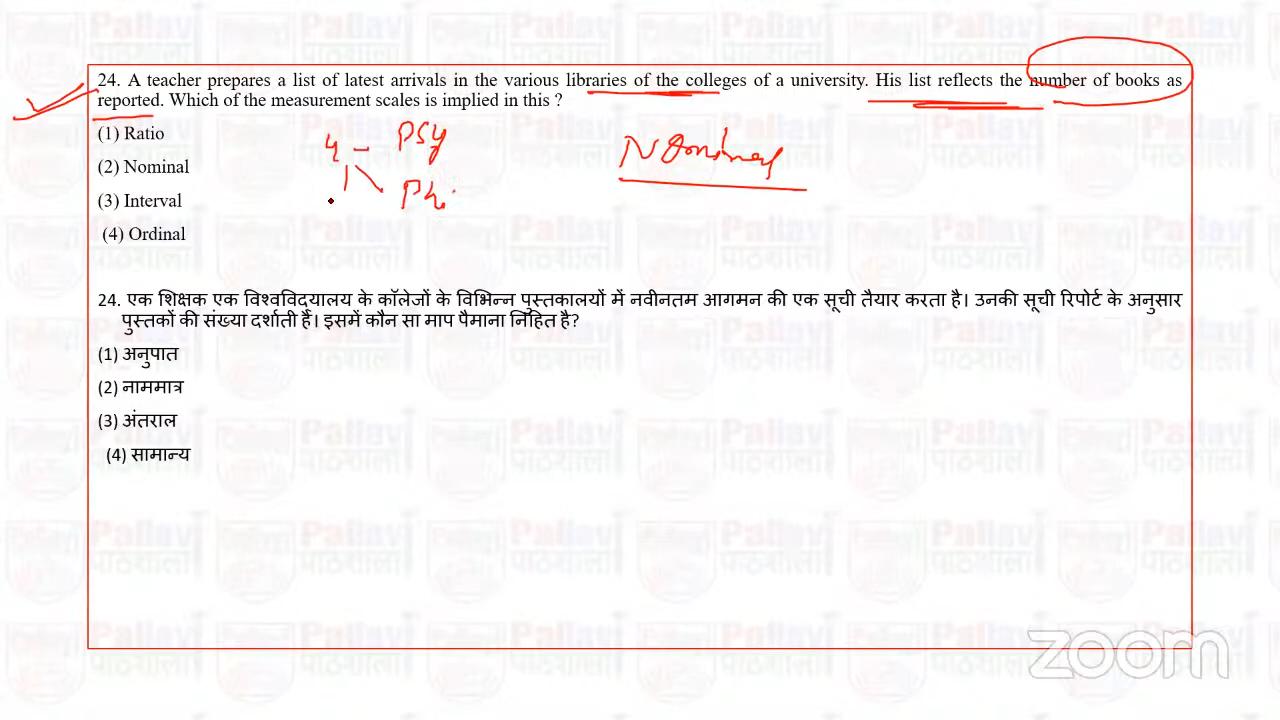 24. A teacher prepares a list of latest arrivals in the various libraries of the colleges of a university. His list reflects the number of books as
reported. Which of the measurement scales is implied in this ?
(1) Ratio
(2) Nominal
(3) Interval
(4) Ordinal
4 - Psy
Nominal
24. एक शिक्षक एक विश्वविद्यालय के कॉलेजों के विभिन्न पुस्तकालयों में नवीनतम आगमन की एक सूची तैयार करता है। उनकी सूची रिपोर्ट के अनुसार
पुस्तकों की संख्या दर्शाती है। इसमें कौन सा माप पैमाना निहित है?
(1) अनुपात
(2) नाममात्र
(3) अंतराल
(4) सामान्य
zoom